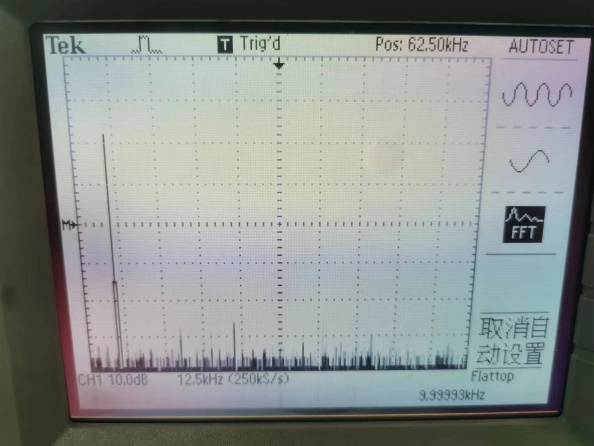 Tek T Trig'd Pos: 62.50kHz AUTOSET
M
FFT
取消自
动设置
CH1 10.0dB 12.5kHz (250kS/s) Flattop
9.99993kHz